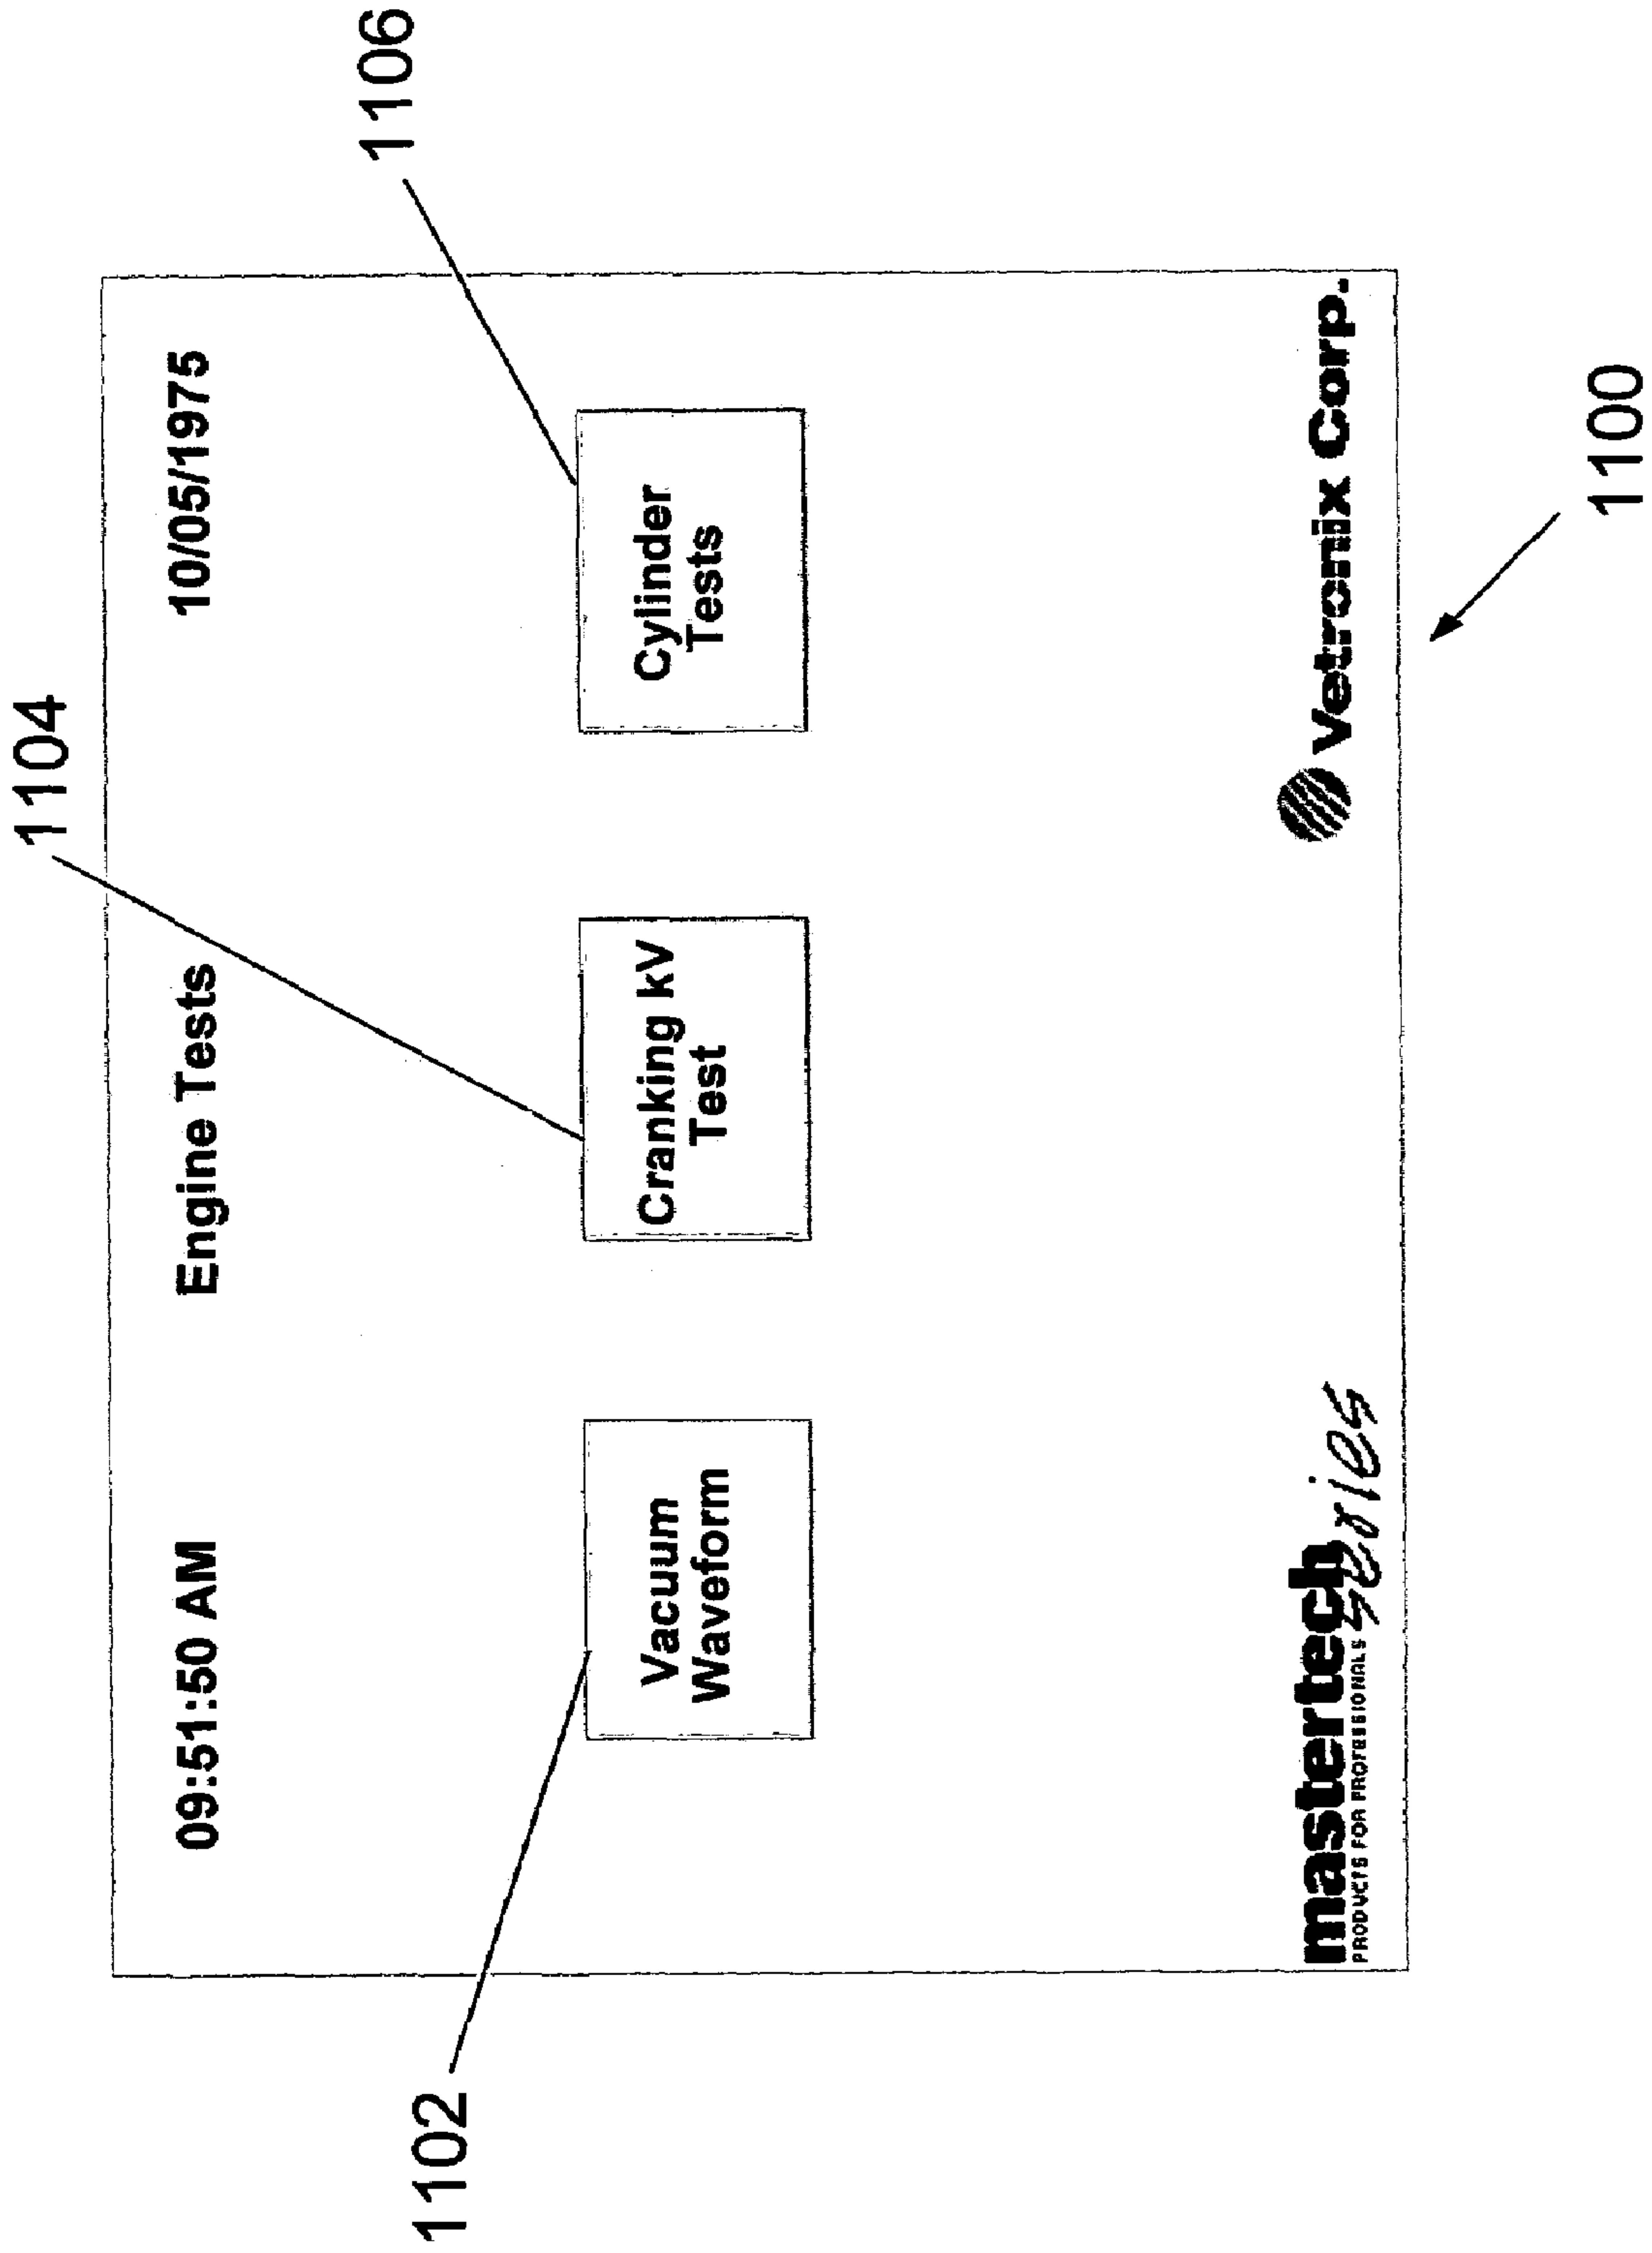 1104
1106
1102
09:51:50 AM Engine Tests 10/05/1975
Vacuum
Waveform
Cranking kV
Test
Cylinder
Tests
mastertech series
PRODUCTS FOR PROFESSIONALS
Vetronix Corp.
1100